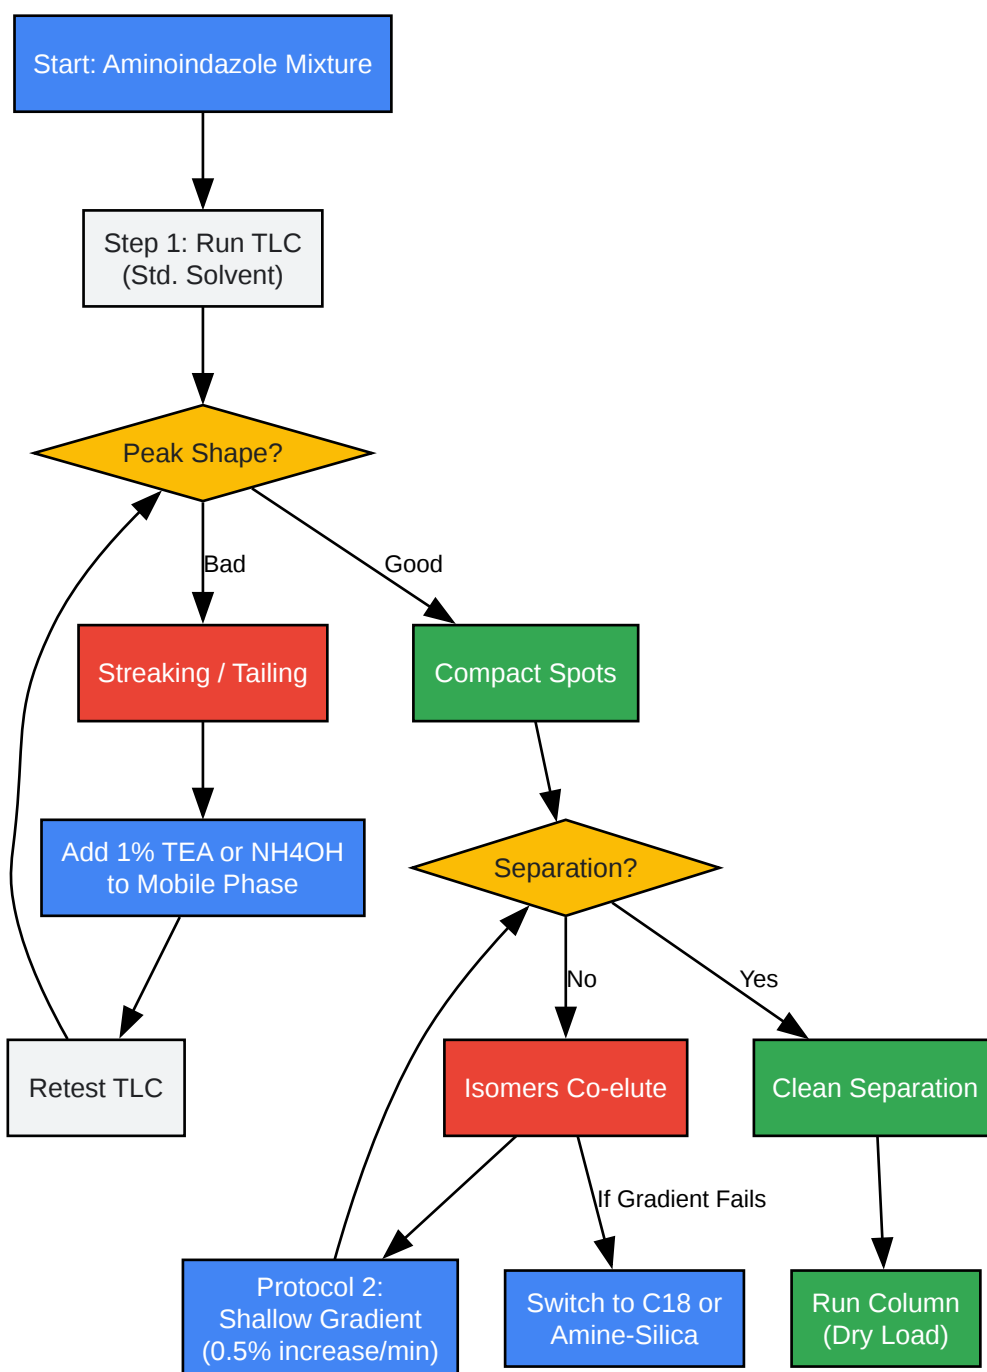 Start: Aminoindazole Mixture
Step 1: Run TLC
(Std. Solvent)
Peak Shape?
Bad
Good
Streaking / Tailing
Compact Spots
Add 1% TEA or NH4OH
to Mobile Phase
Separation?
No
Yes
Retest TLC
Isomers Co-elute
Clean Separation
If Gradient Fails
Protocol 2:
Shallow Gradient
(0.5% increase/min)
Switch to C18 or
Amine-Silica
Run Column
(Dry Load)